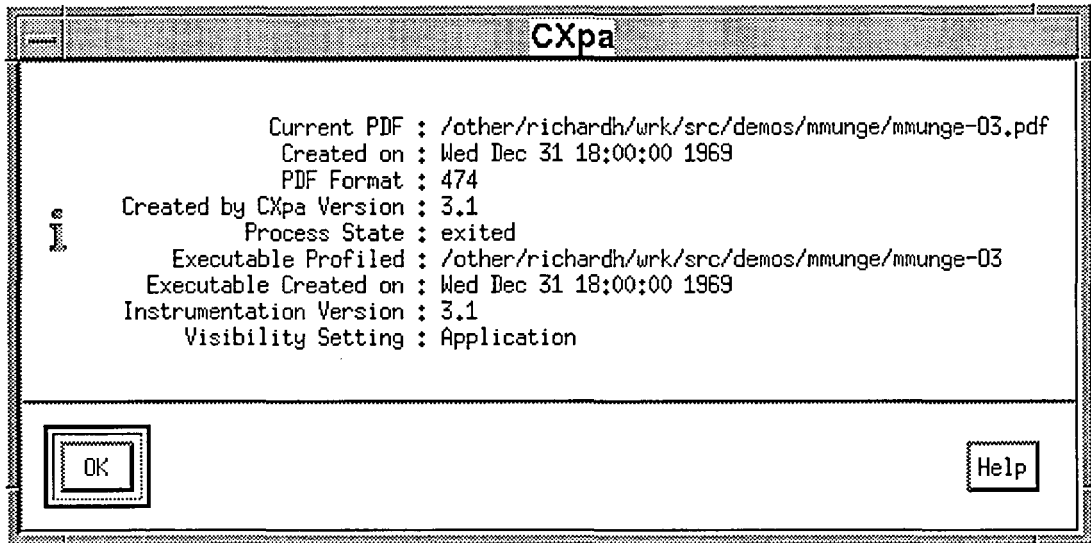 CXpa
Current PDF : /other/richardh/wrk/src/demos/mmunge/mmunge-03.pdf
Created on : Wed Dec 31 18:00:00 1969
PDF Format : 474
Created by CXpa Version : 3.1
Process State : exited
Executable Profiled : /other/richardh/wrk/src/demos/mmunge/mmunge-03
Executable Created on : Wed Dec 31 18:00:00 1969
Instrumentation Version : 3.1
Visibility Setting : Application
OK Help